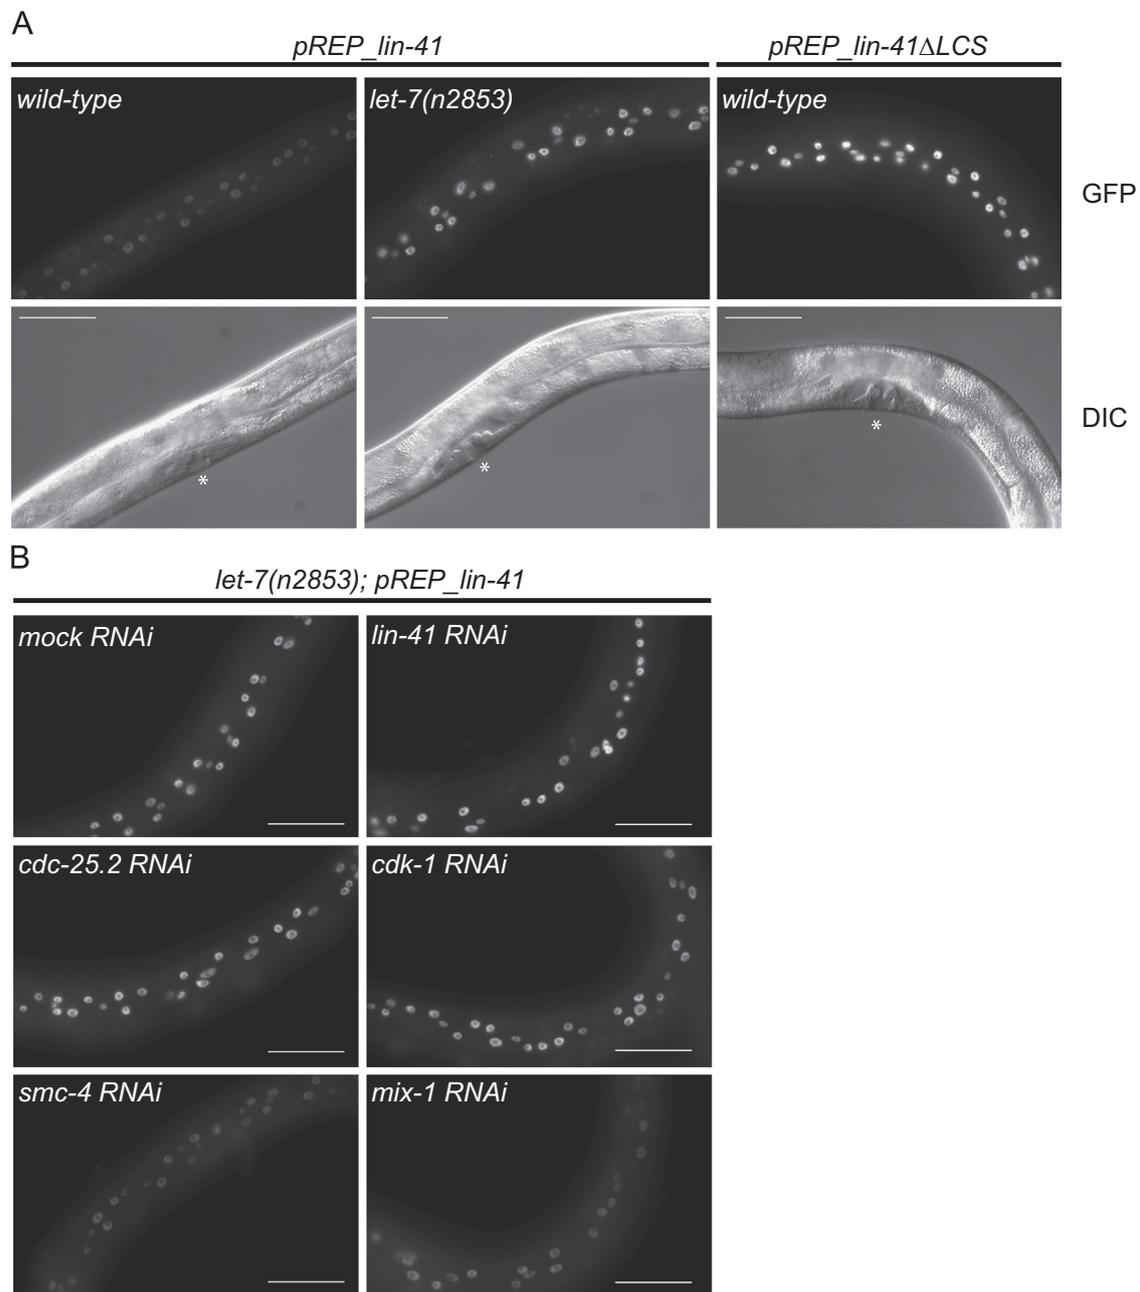 A
pREP_lin-41
pREP_lin-41ΔLCS
wild-type
let-7(n2853)
wild-type
GFP
*
*
*
DIC
B
let-7(n2853); pREP_lin-41
mock RNAi
lin-41 RNAi
cdc-25.2 RNAi
cdk-1 RNAi
smc-4 RNAi
mix-1 RNAi